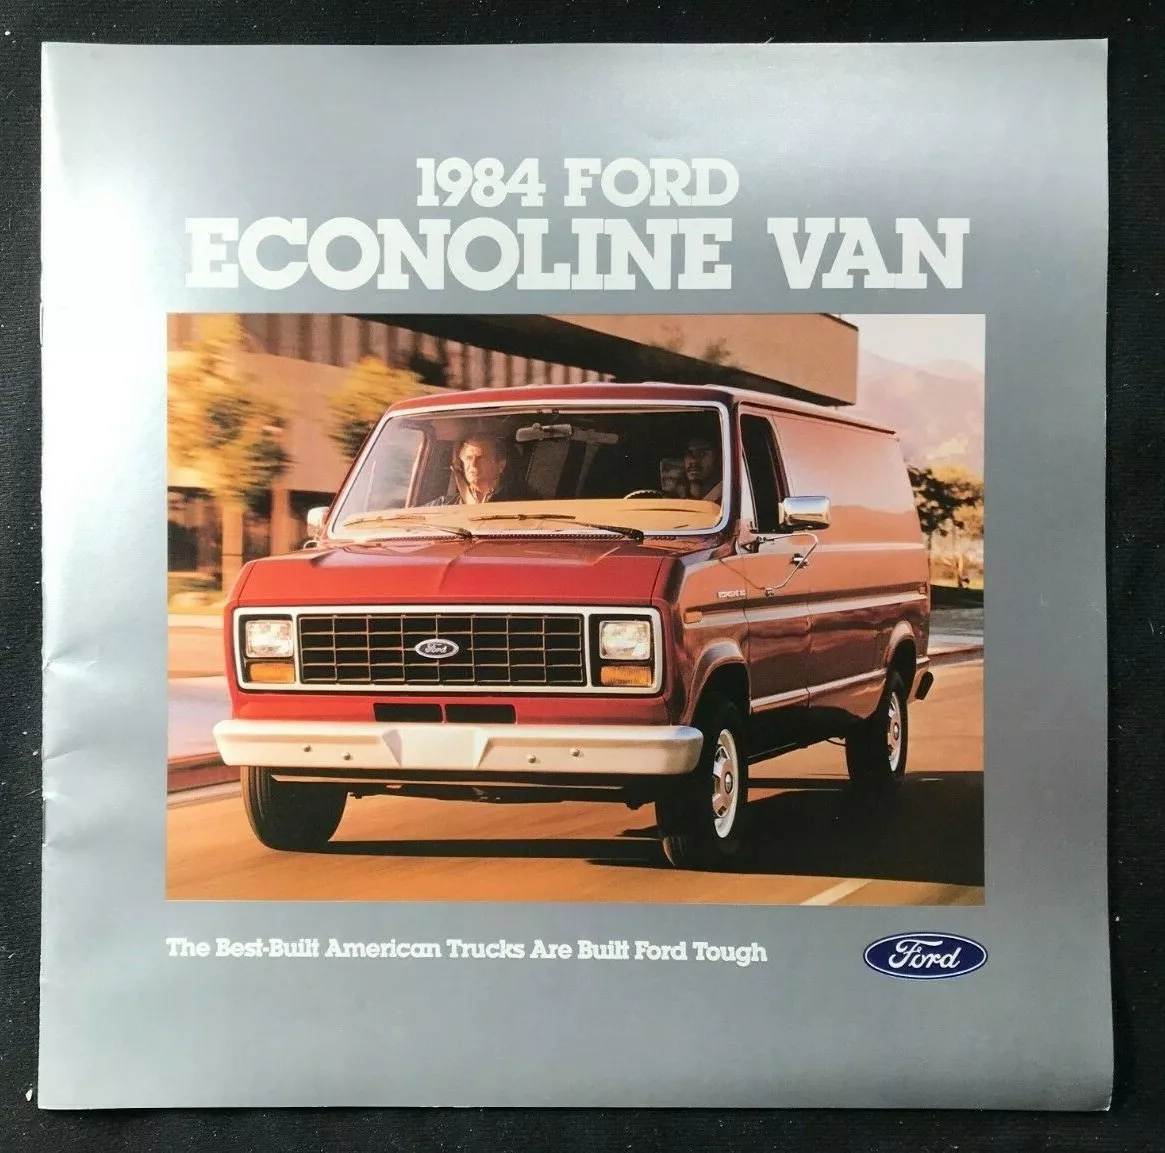 1984 FORD
ECONOLINE VAN
Ford
The Best-Built American Trucks Are Built Ford Tough
Ford